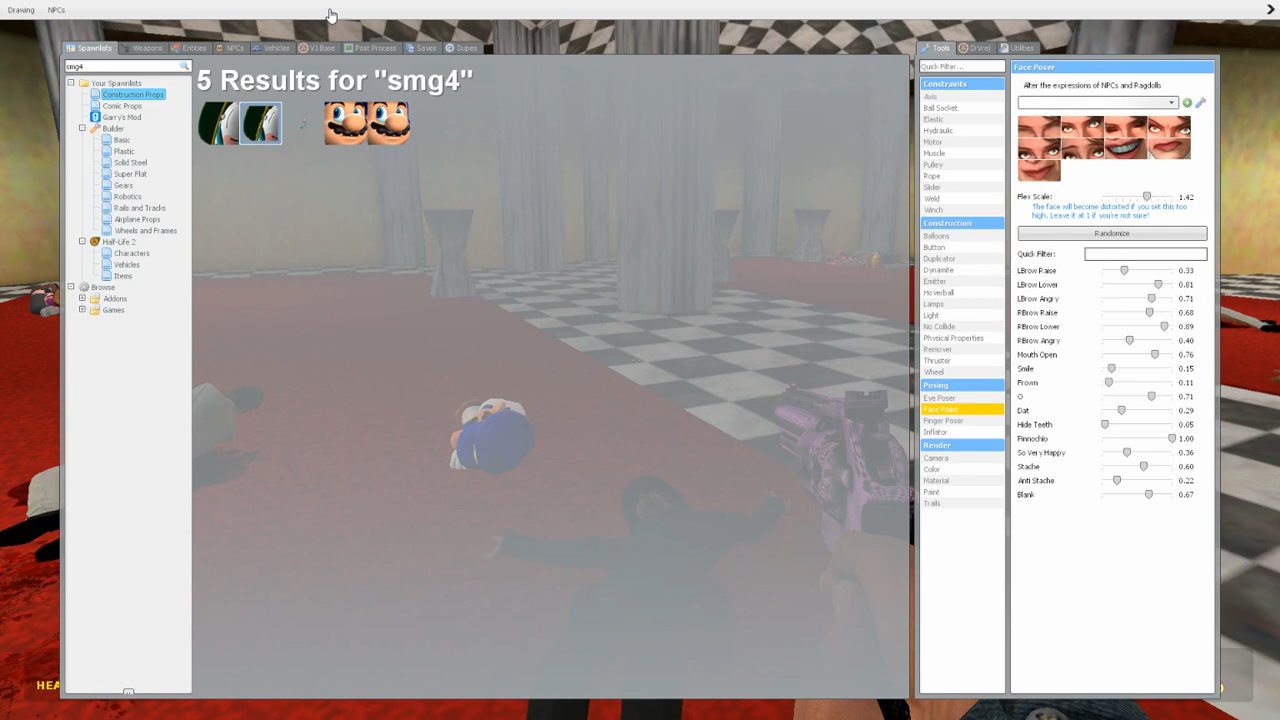 Drawing NPCs
Spawnlists Weapons Entities NPCs Vehicles VJ Base Post Process Saves Dupes
smg4
Your Spawnlists
Construction Props
Comic Props
Garry's Mod
Builder
Basic
Plastic
Solid Steel
Super Flat
Gears
Robotics
Rails and Tracks
Airplane Props
Wheels and Frames
Half-Life 2
Characters
Vehicles
Items
Browse
Addons
Games
5 Results for "smg4"
Tools DrVrej Utilities
Quick Filter...
Constraints
Axis
Ball Socket
Elastic
Hydraulic
Motor
Muscle
Pulley
Rope
Slider
Weld
Winch
Construction
Balloons
Button
Duplicator
Dynamite
Emitter
Hoverball
Lamps
Light
No Collide
Physical Properties
Remover
Thruster
Wheel
Posing
Eye Poser
Face Poser
Finger Poser
Inflator
Render
Camera
Color
Material
Paint
Trails
Face Poser
Alter the expressions of NPCs and Ragdolls
Flex Scale: 1.42
The face will become distorted if you set this too
high. Leave it at 1 if you're not sure!
Randomize
Quick Filter:
LBrow Raise 0.33
LBrow Lower 0.81
LBrow Angry 0.71
RBrow Raise 0.68
RBrow Lower 0.89
RBrow Angry 0.40
Mouth Open 0.76
Smile 0.15
Frown 0.11
O 0.71
Dat 0.29
Hide Teeth 0.05
Pinnochio 1.00
So Very Happy 0.36
Stache 0.60
Anti Stache 0.22
Blank 0.67
HEA